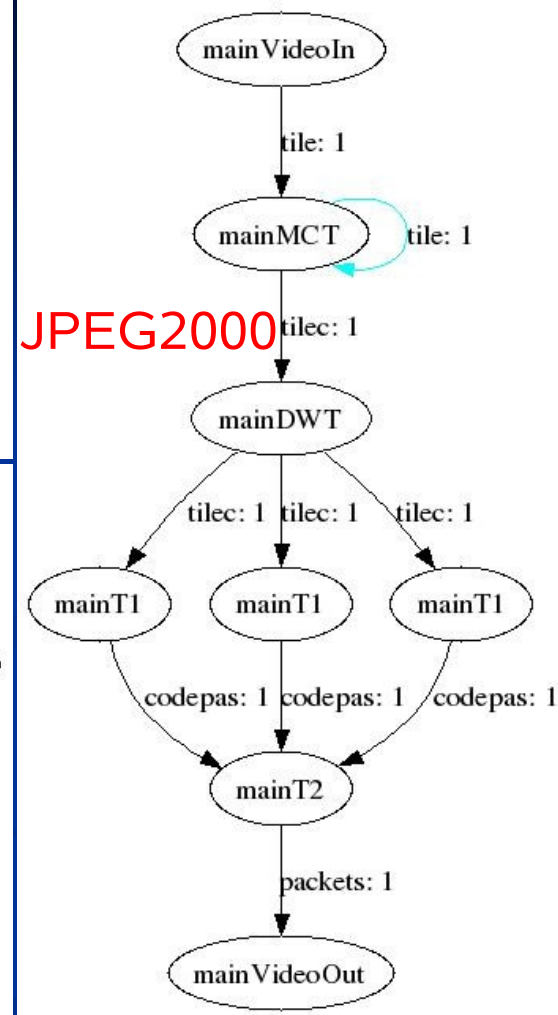 mainVideoIn
tile: 1
mainMCT
tile: 1
JPEG2000
tilec: 1
mainDWT
tilec: 1 tilec: 1 tilec: 1
mainT1 mainT1 mainT1
codepas: 1 codepas: 1 codepas: 1
mainT2
packets: 1
mainVideoOut